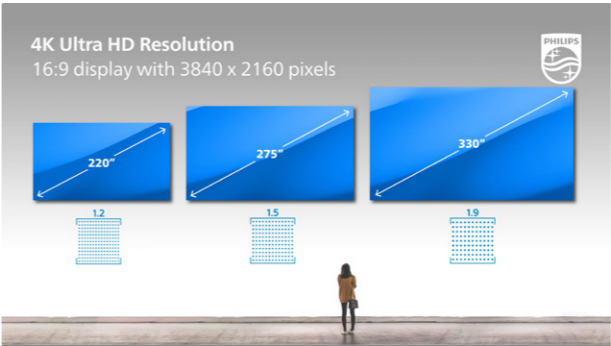 4K Ultra HD Resolution
16:9 display with 3840 x 2160 pixels
PHILIPS
220"
275"
330"
1.2
1.5
1.9